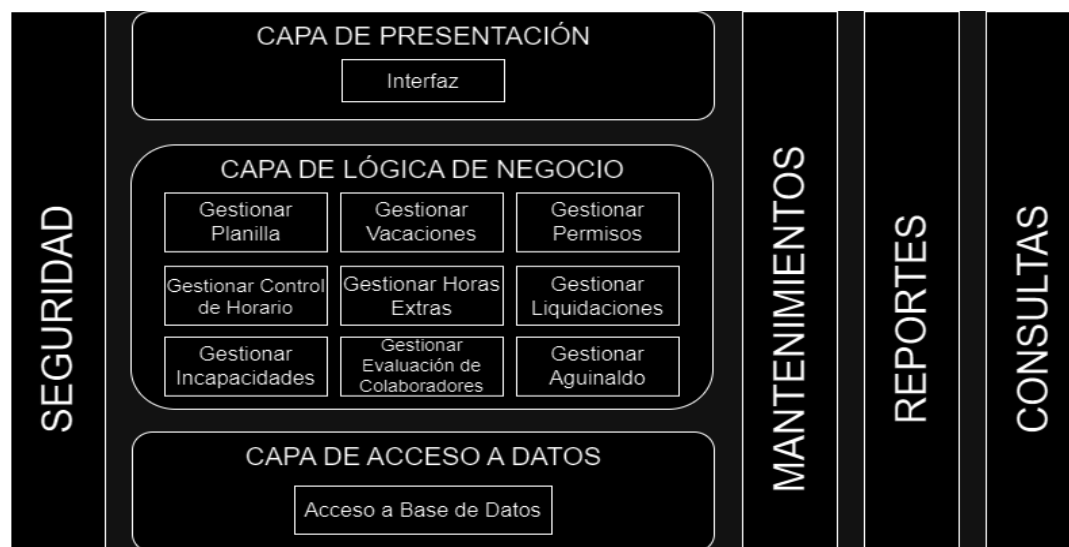 SEGURIDAD
CAPA DE PRESENTACIÓN
Interfaz
CAPA DE LÓGICA DE NEGOCIO
Gestionar
Planilla
Gestionar
Vacaciones
Gestionar
Permisos
Gestionar Control
de Horario
Gestionar Horas
Extras
Gestionar
Liquidaciones
Gestionar
Incapacidades
Gestionar
Evaluación de
Colaboradores
Gestionar
Aguinaldo
CAPA DE ACCESO A DATOS
Acceso a Base de Datos
MANTENIMIENTOS
REPORTES
CONSULTAS